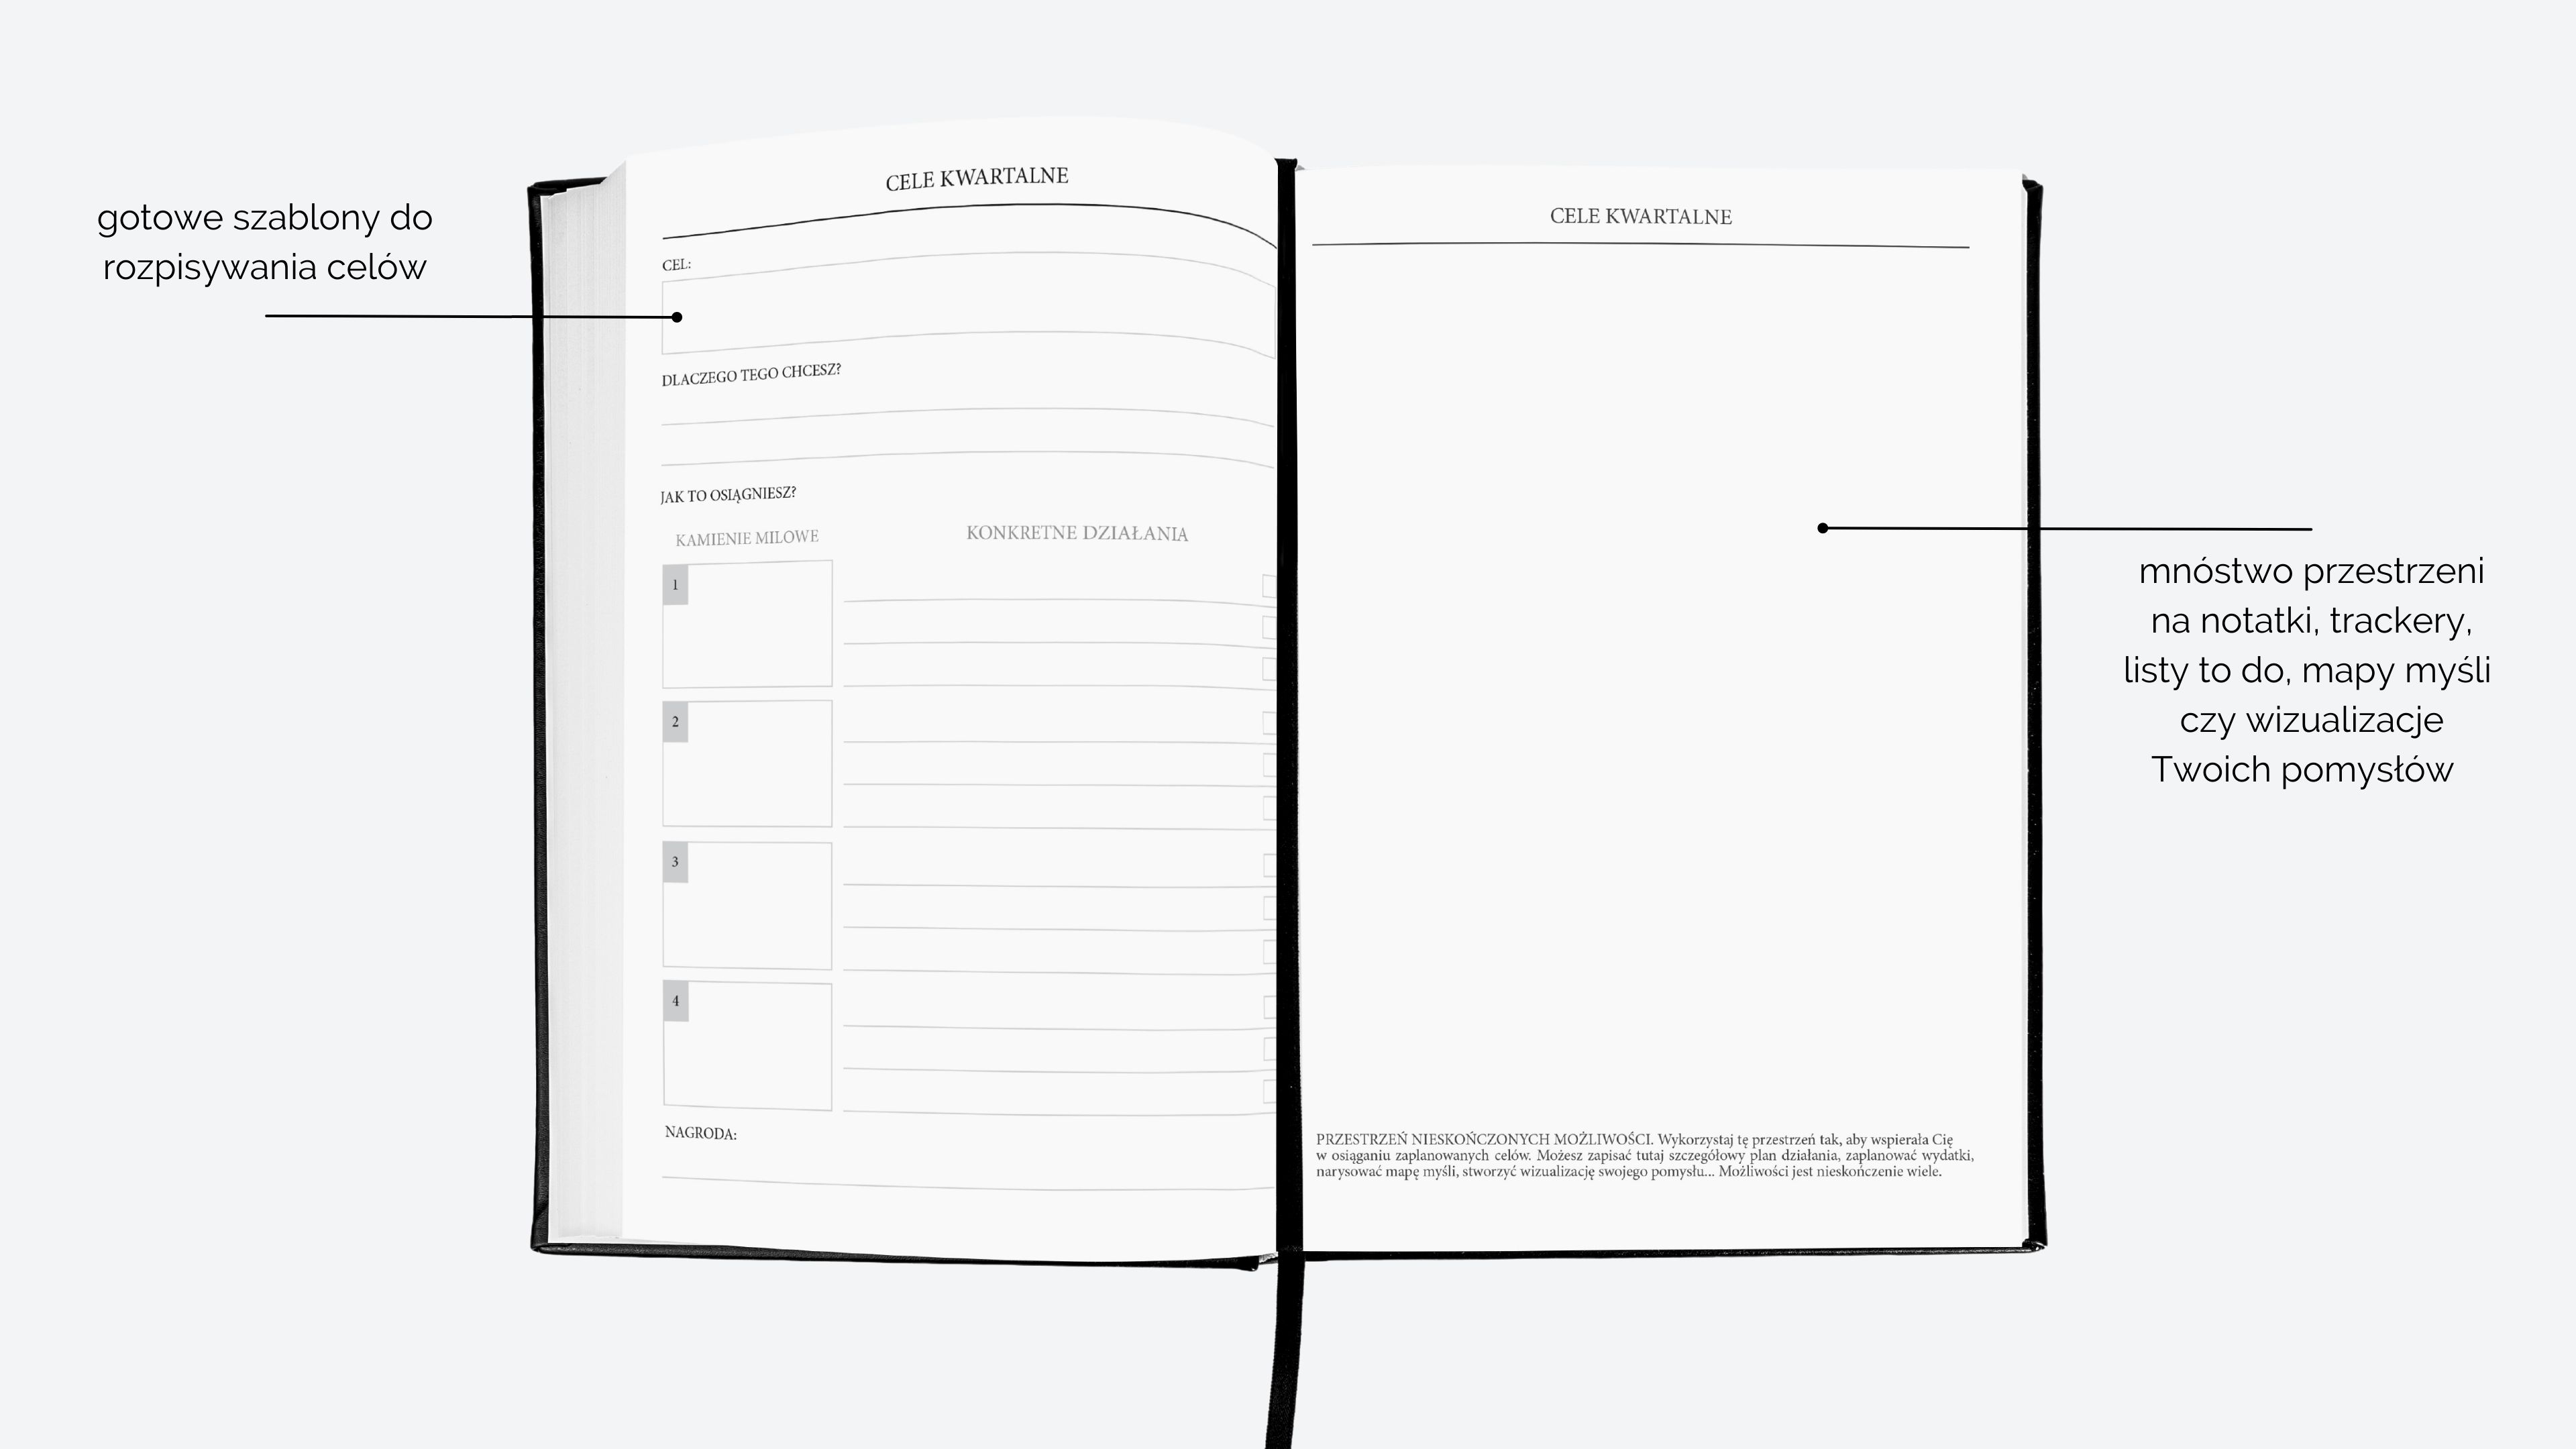 gotowe szablony do
rozpisywania celów
CELE KWARTALNE
CEL:
DLACZEGO TEGO CHCESZ?
JAK TO OSIĄGNIESZ?
KAMIENIE MILOWE
KONKRETNE DZIAŁANIA
1
2
3
4
NAGRODA:
CELE KWARTALNE
PRZESTRZEŃ NIESKOŃCZONYCH MOŻLIWOŚCI. Wykorzystaj tę przestrzeń tak, aby wspierała Cię
w osiąganiu zaplanowanych celów. Możesz zapisać tutaj szczegółowy plan działania, zaplanować wydatki,
narysować mapę myśli, stworzyć wizualizację swojego pomysłu... Możliwości jest nieskończenie wiele.
mnóstwo przestrzeni
na notatki, trackery,
listy to do, mapy myśli
czy wizualizacje
Twoich pomysłów